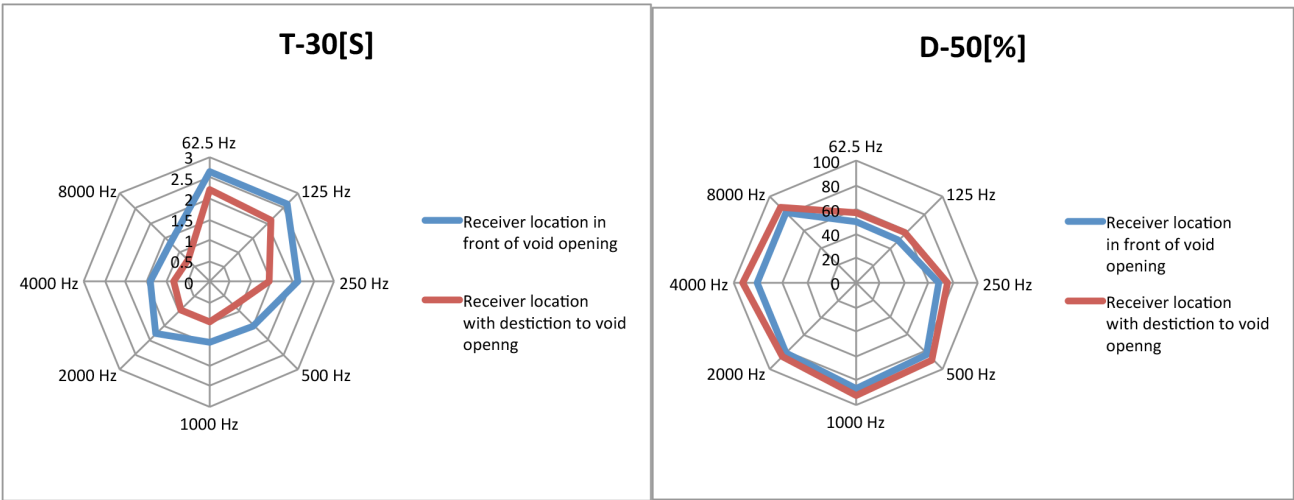 T-30[S]
62.5 Hz
3
2.5
2
1.5
1
0.5
0
125 Hz
250 Hz
500 Hz
1000 Hz
2000 Hz
4000 Hz
8000 Hz
Receiver location in
front of void opening
Receiver location
with destiction to void
openng
D-50[%]
62.5 Hz
100
80
60
40
20
0
125 Hz
250 Hz
500 Hz
1000 Hz
2000 Hz
4000 Hz
8000 Hz
Receiver location
in front of void
opening
Receiver location
with destiction to void
openng